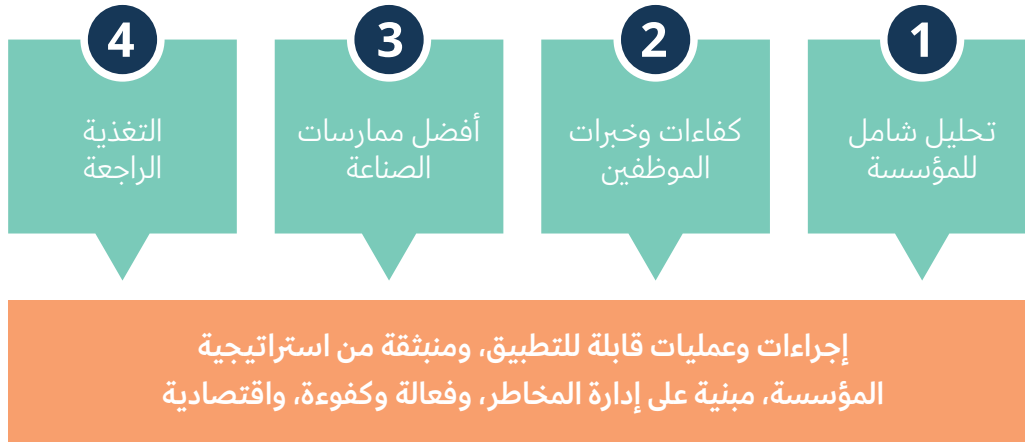 1
تحليل شامل
للمؤسسة
2
كفاءات وخبرات
الموظفين
3
أفضل ممارسات
الصناعة
4
التغذية
الراجعة
إجراءات وعمليات قابلة للتطبيق، ومنبثقة من استراتيجية
المؤسسة، مبنية على إدارة المخاطر، وفعالة وكفوءة، واقتصادية